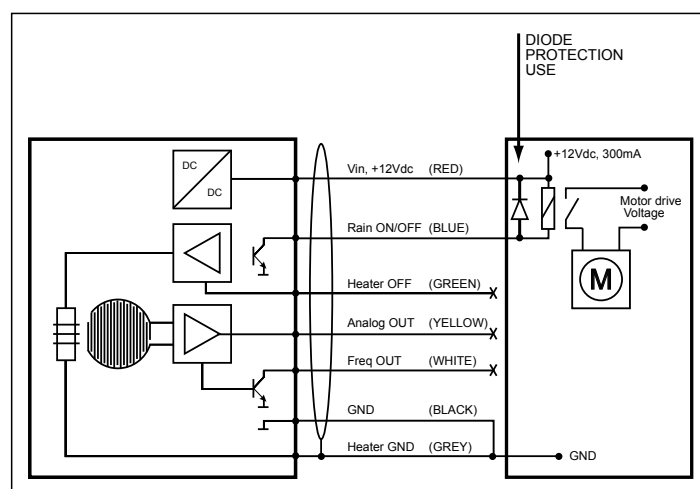 DIODE
PROTECTION
USE
DC
DC
+12Vdc, 300mA
Vin, +12Vdc (RED)
Motor drive
Voltage
Rain ON/OFF (BLUE)
M
Heater OFF (GREEN)
Analog OUT (YELLOW)
Freq OUT (WHITE)
GND (BLACK)
Heater GND (GREY)
GND